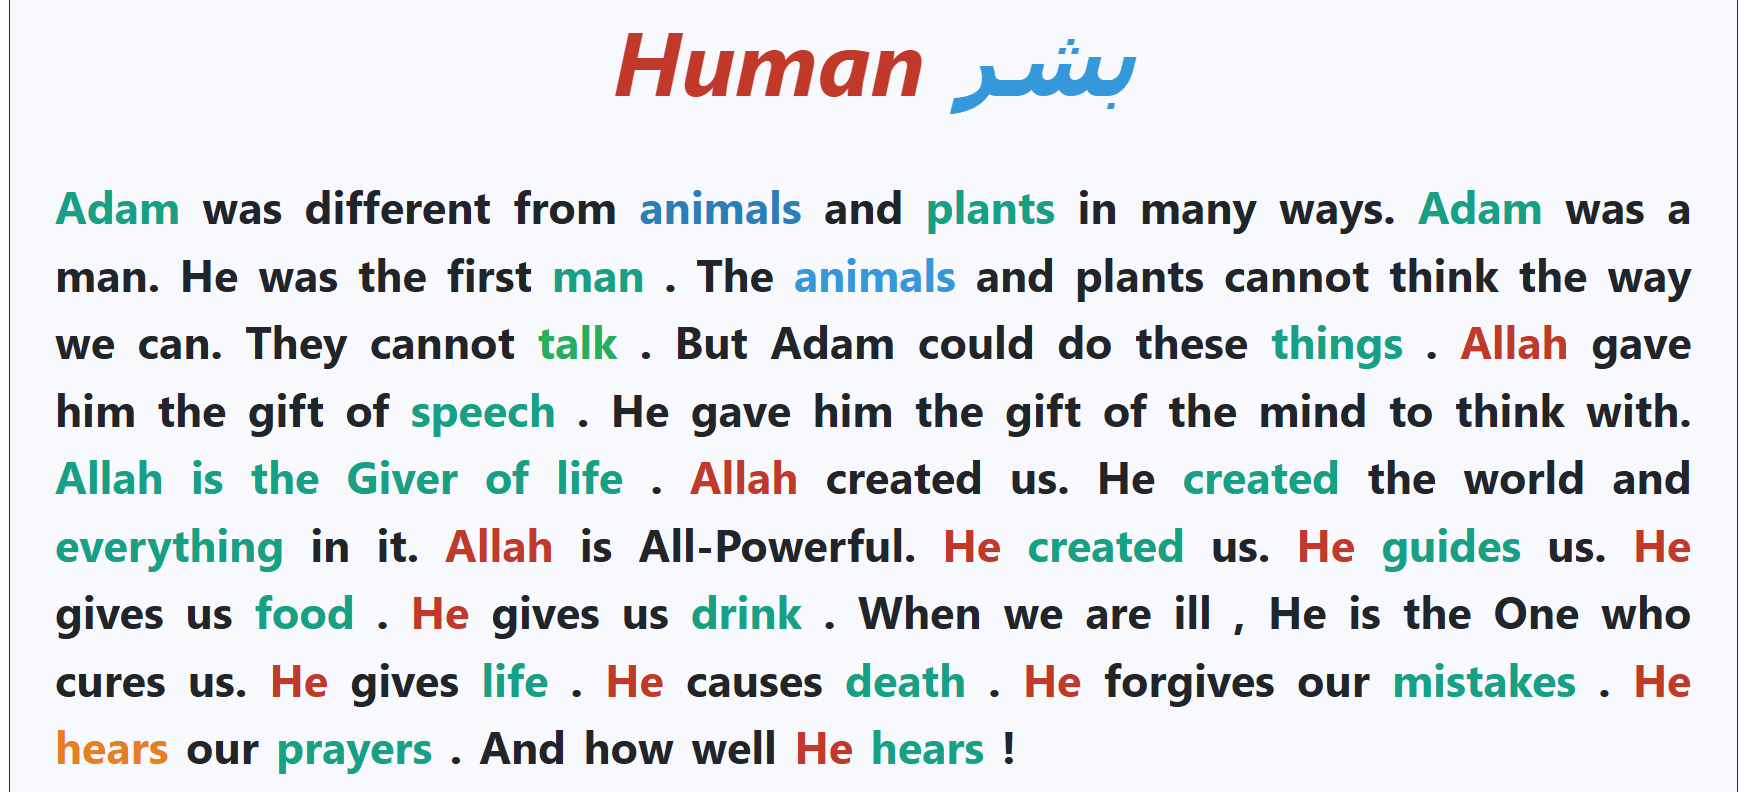 Human بشر
Adam was different from animals and plants in many ways. Adam was a
man. He was the first man . The animals and plants cannot think the way
we can. They cannot talk . But Adam could do these things . Allah gave
him the gift of speech . He gave him the gift of the mind to think with.
Allah is the Giver of life . Allah created us. He created the world and
everything in it. Allah is All-Powerful. He created us. He guides us. He
gives us food . He gives us drink . When we are ill , He is the One who
cures us. He gives life . He causes death . He forgives our mistakes . He
hears our prayers . And how well He hears !